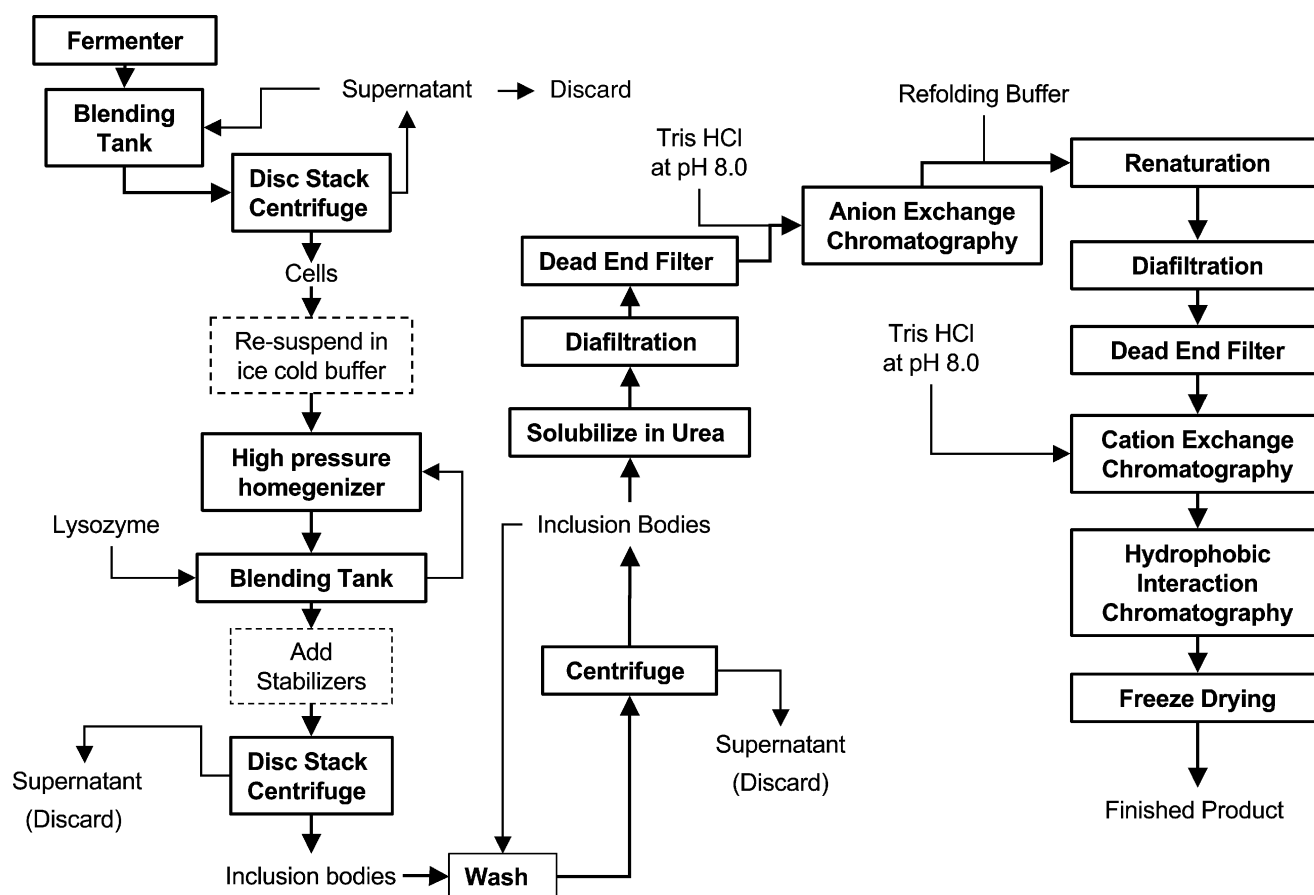 Fermenter
Blending
Tank
Supernatant
Discard
Disc Stack
Centrifuge
Cells
Re-suspend in
ice cold buffer
High pressure
homegenizer
Lysozyme
Blending Tank
Add
Stabilizers
Disc Stack
Centrifuge
Supernatant
(Discard)
Inclusion bodies
Wash
Centrifuge
Supernatant
(Discard)
Inclusion Bodies
Solubilize in Urea
Diafiltration
Dead End Filter
Tris HCl
at pH 8.0
Anion Exchange
Chromatography
Refolding Buffer
Renaturation
Diafiltration
Dead End Filter
Tris HCl
at pH 8.0
Cation Exchange
Chromatography
Hydrophobic
Interaction
Chromatography
Freeze Drying
Finished Product